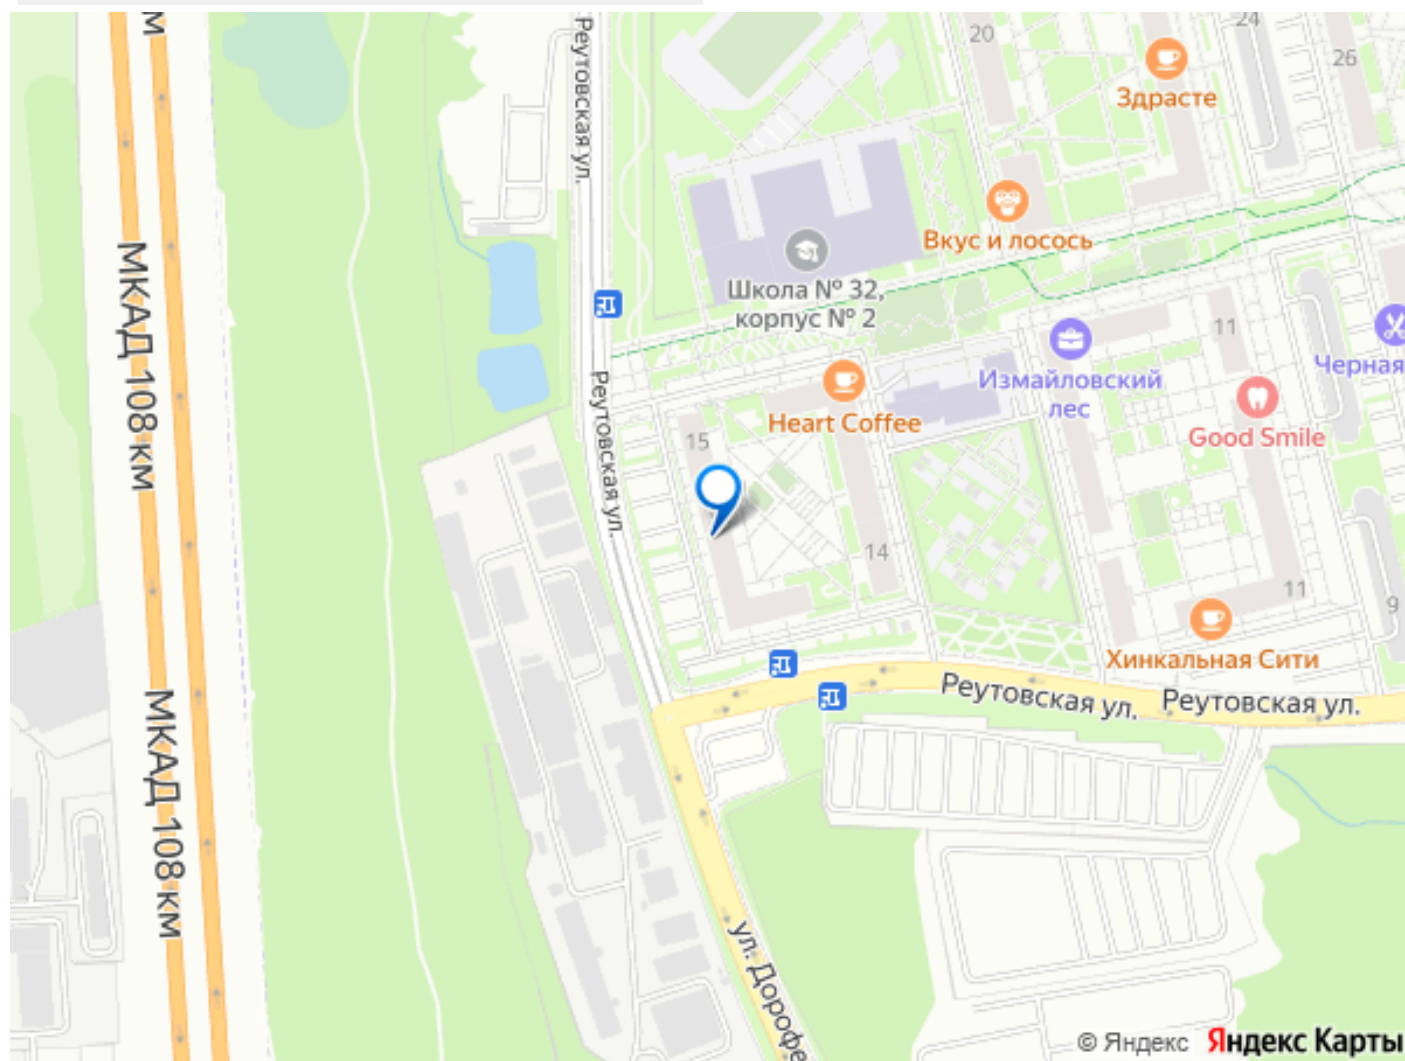 М
Реутовская ул.
20
24
26
Здрасте
Вкус и лосось
Школа № 32,
корпус № 2
МКАД 108 км
Реутовская ул.
11
Черная
Измайловский
лес
Good Smile
Heart Coffee
15
14
11
9
Хинкальная Сити
Реутовская ул.
Реутовская ул.
МКАД 108 км
ул. Дорофе
© Яндекс Яндекс Карты